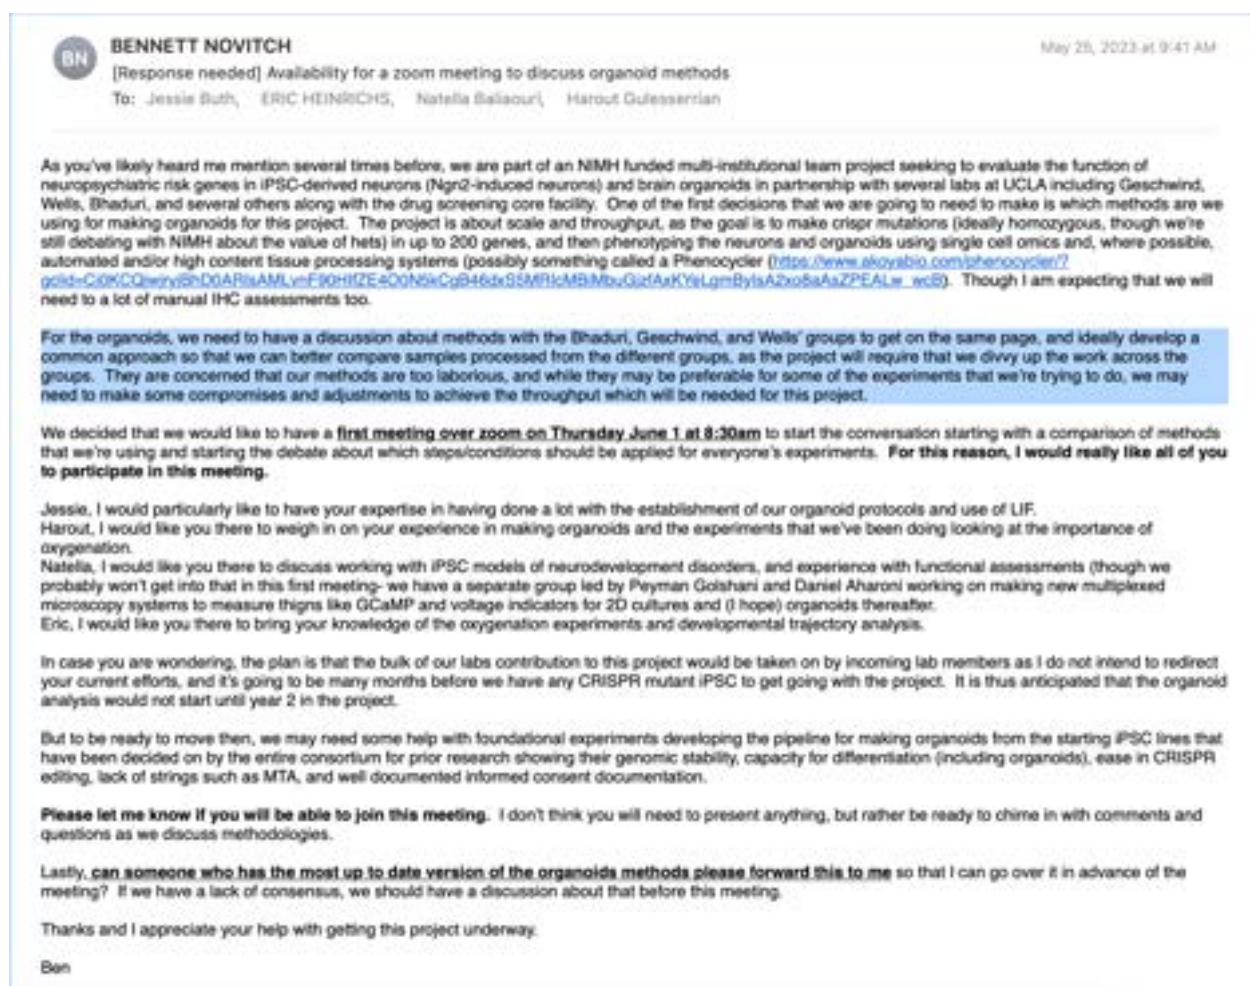 BN
BENNETT NOVITCH
May 25, 2023 at 9:41 AM
[Response needed] Availability for a zoom meeting to discuss organoid methods
To: Jessie Buth, ERIC HEINRICHS, Natella Baliaouri, Harout Gulesserrian
As you've likely heard me mention several times before, we are part of an NIMH funded multi-institutional team project seeking to evaluate the function of
neuropsychiatric risk genes in iPSC-derived neurons (Ngn2-induced neurons) and brain organoids in partnership with several labs at UCLA including Geschwind,
Wells, Bhaduri, and several others along with the drug screening core facility. One of the first decisions that we are going to need to make is which methods are we
using for making organoids for this project. The project is about scale and throughput, as the goal is to make crispr mutations (ideally homozygous, though we're
still debating with NIMH about the value of hets) in up to 200 genes, and then phenotyping the neurons and organoids using single cell omics and, where possible,
automated and/or high content tissue processing systems (possibly something called a Phenocycler (https://www.akoyabio.com/phenocycler/?
Though I am expecting that we will
need to a lot of manual IHC assessments too.
For the organoids, we need to have a discussion about methods with the Bhaduri, Geschwind, and Wells' groups to get on the same page, and ideally develop a
common approach so that we can better compare samples processed from the different groups, as the project will require that we divvy up the work across the
groups. They are concerned that our methods are too laborious, and while they may be preferable for some of the experiments that we're trying to do, we may
need to make some compromises and adjustments to achieve the throughput which will be needed for this project.
We decided that we would like to have a first meeting over zoom on Thursday June 1 at 8:30am to start the conversation starting with a comparison of methods
that we're using and starting the debate about which steps/conditions should be applied for everyone's experiments. For this reason, I would really like all of you
to participate in this meeting.
Jessie, I would particularly like to have your expertise in having done a lot with the establishment of our organoid protocols and use of LIF.
Harout, I would like you there to weigh in on your experience in making organoids and the experiments that we've been doing looking at the importance of
oxygenation.
Natella, I would like you there to discuss working with iPSC models of neurodevelopment disorders, and experience with functional assessments (though we
probably won't get into that in this first meeting- we have a separate group led by Peyman Golshani and Daniel Aharoni working on making new multiplexed
microscopy systems to measure thigns like GCaMP and voltage indicators for 2D cultures and (I hope) organoids thereafter.
Eric, I would like you there to bring your knowledge of the oxygenation experiments and developmental trajectory analysis.
In case you are wondering, the plan is that the bulk of our labs contribution to this project would be taken on by incoming lab members as I do not intend to redirect
your current efforts, and it's going to be many months before we have any CRISPR mutant iPSC to get going with the project. It is thus anticipated that the organoid
analysis would not start until year 2 in the project.
But to be ready to move then, we may need some help with foundational experiments developing the pipeline for making organoids from the starting iPSC lines that
have been decided on by the entire consortium for prior research showing their genomic stability, capacity for differentiation (including organoids), ease in CRISPR
editing, lack of strings such as MTA, and well documented informed consent documentation.
Please let me know if you will be able to join this meeting. I don't think you will need to present anything, but rather be ready to chime in with comments and
questions as we discuss methodologies.
Lastly, can someone who has the most up to date version of the organoids methods please forward this to me so that I can go over it in advance of the
meeting? If we have a lack of consensus, we should have a discussion about that before this meeting.
Thanks and I appreciate your help with getting this project underway.
Ben